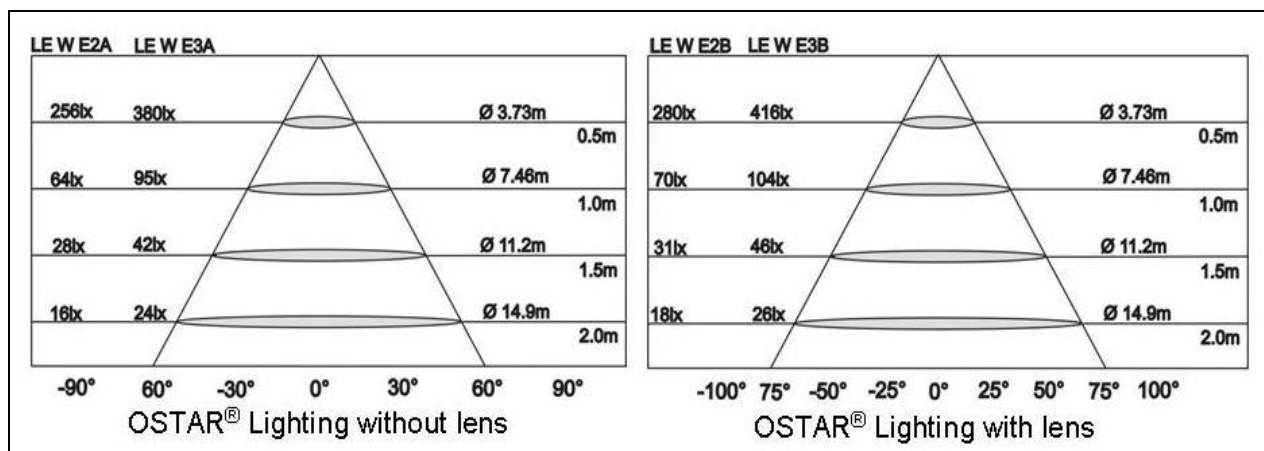 LE W E2A LE W E3A
256lx 380lx Ø 3.73m
0.5m
64lx 95lx Ø 7.46m
1.0m
28lx 42lx Ø 11.2m
1.5m
16lx 24lx Ø 14.9m
2.0m
-90° 60° -30° 0° 30° 60° 90°
OSTAR® Lighting without lens
LE W E2B LE W E3B
280lx 416lx Ø 3.73m
0.5m
70lx 104lx Ø 7.46m
1.0m
31lx 46lx Ø 11.2m
1.5m
18lx 26lx Ø 14.9m
2.0m
-100° 75° -50° -25° 0° 25° 50° 75° 100°
OSTAR® Lighting with lens